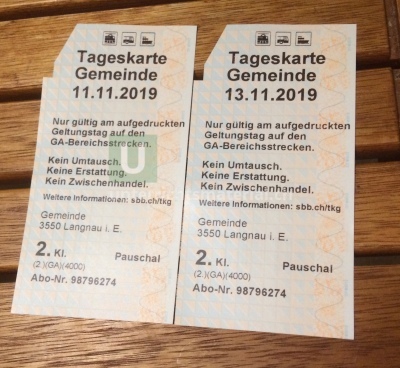 Tageskarte
Gemeinde
11.11.2019
Nur gültig am aufgedruckten
Geltungstag auf den
GA-Bereichsstrecken.
Kein Umtausch.
Keine Erstattung.
Kein Zwischenhandel.
Weitere Informationen: sbb.ch/tkg
Gemeinde
3550 Langnau i. E.
2. Kl. Pauschal
(2.)(GA)(4000)
Abo-Nr. 98796274
Tageskarte
Gemeinde
13.11.2019
Nur gültig am aufgedruckten
Geltungstag auf den
GA-Bereichsstrecken.
Kein Umtausch.
Keine Erstattung.
Kein Zwischenhandel.
Weitere Informationen: sbb.ch/tkg
Gemeinde
3550 Langnau i. E.
2. Kl. Pauschal
(2.)(GA)(4000)
Abo-Nr. 98796274
U